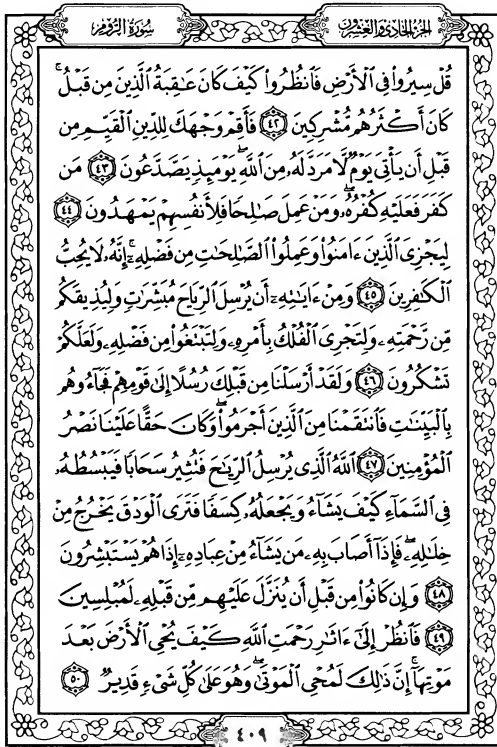 الجزء الحادي والعشرون
سورة الروم
قُلْ سِيرُوا۟ فِى ٱلْأَرْضِ فَٱنظُرُوا۟ كَيْفَ كَانَ عَـٰقِبَةُ ٱلَّذِينَ مِن قَبْلُ ۚ
كَانَ أَكْثَرُهُم مُّشْرِكِينَ ٤٢ فَأَقِمْ وَجْهَكَ لِلدِّينِ ٱلْقَيِّمِ مِن
قَبْلِ أَن يَأْتِىَ يَوْمٌ لَّا مَرَدَّ لَهُۥ مِنَ ٱللَّهِ ۖ يَوْمَئِذٍ يَصَّدَّعُونَ ٤٣ مَن
كَفَرَ فَعَلَيْهِ كُفْرُهُۥ ۖ وَمَنْ عَمِلَ صَـٰلِحًا فَلِأَنفُسِهِمْ يَمْهَدُونَ ٤٤
لِيَجْزِىَ ٱلَّذِينَ ءَامَنُوا۟ وَعَمِلُوا۟ ٱلصَّـٰلِحَـٰتِ مِن فَضْلِهِۦٓ ۚ إِنَّهُۥ لَا يُحِبُّ
ٱلْكَـٰفِرِينَ ٤٥ وَمِنْ ءَايَـٰتِهِۦٓ أَن يُرْسِلَ ٱلرِّيَاحَ مُبَشِّرَٰتٍ وَلِيُذِيقَكُم
مِّن رَّحْمَتِهِۦ وَلِتَجْرِىَ ٱلْفُلْكُ بِأَمْرِهِۦ وَلِتَبْتَغُوا۟ مِن فَضْلِهِۦ وَلَعَلَّكُمْ
تَشْكُرُونَ ٤٦ وَلَقَدْ أَرْسَلْنَا مِن قَبْلِكَ رُسُلًا إِلَىٰ قَوْمِهِمْ فَجَآءُوهُم
بِٱلْبَيِّنَـٰتِ فَٱنتَقَمْنَا مِنَ ٱلَّذِينَ أَجْرَمُوا۟ ۖ وَكَانَ حَقًّا عَلَيْنَا نَصْرُ
ٱلْمُؤْمِنِينَ ٤٧ ٱللَّهُ ٱلَّذِى يُرْسِلُ ٱلرِّيَـٰحَ فَتُثِيرُ سَحَابًا فَيَبْسُطُهُۥ
فِى ٱلسَّمَآءِ كَيْفَ يَشَآءُ وَيَجْعَلُهُۥ كِسَفًا فَتَرَى ٱلْوَدْقَ يَخْرُجُ مِنْ
خِلَـٰلِهِۦ ۖ فَإِذَآ أَصَابَ بِهِۦ مَن يَشَآءُ مِنْ عِبَادِهِۦٓ إِذَا هُمْ يَسْتَبْشِرُونَ
٤٨ وَإِن كَانُوا۟ مِن قَبْلِ أَن يُنَزَّلَ عَلَيْهِم مِّن قَبْلِهِۦ لَمُبْلِسِينَ
٤٩ فَٱنظُرْ إِلَىٰٓ ءَاثَـٰرِ رَحْمَتِ ٱللَّهِ كَيْفَ يُحْىِ ٱلْأَرْضَ بَعْدَ
مَوْتِهَآ ۚ إِنَّ ذَٰلِكَ لَمُحْىِ ٱلْمَوْتَىٰ ۖ وَهُوَ عَلَىٰ كُلِّ شَىْءٍ قَدِيرٌ ٥٠
٤٠٩